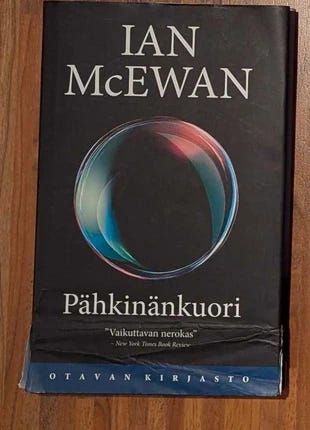 IAN
McEWAN
Pähkinänkuori
"Vaikuttavan nerokas"
- New York Times Book Review
OTAVAN KIRJASTO